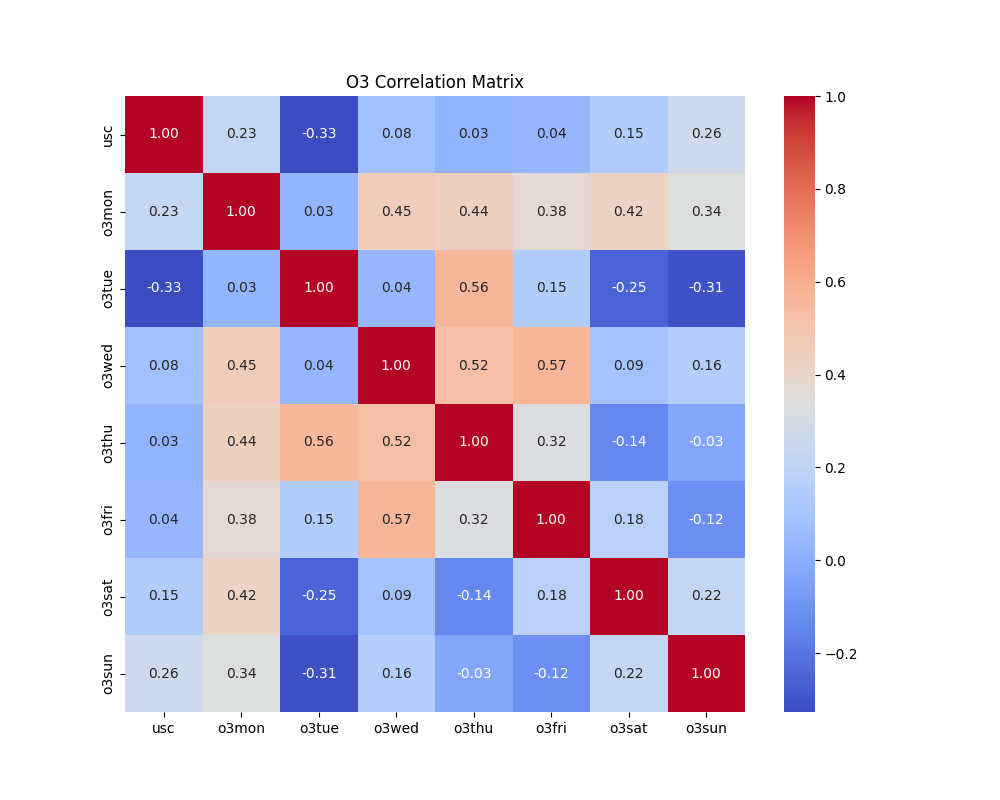 O3 Correlation Matrix
usc 1.00 0.23 -0.33 0.08 0.03 0.04 0.15 0.26
o3mon 0.23 1.00 0.03 0.45 0.44 0.38 0.42 0.34
o3tue -0.33 0.03 1.00 0.04 0.56 0.15 -0.25 -0.31
o3wed 0.08 0.45 0.04 1.00 0.52 0.57 0.09 0.16
o3thu 0.03 0.44 0.56 0.52 1.00 0.32 -0.14 -0.03
o3fri 0.04 0.38 0.15 0.57 0.32 1.00 0.18 -0.12
o3sat 0.15 0.42 -0.25 0.09 -0.14 0.18 1.00 0.22
o3sun 0.26 0.34 -0.31 0.16 -0.03 -0.12 0.22 1.00
usc o3mon o3tue o3wed o3thu o3fri o3sat o3sun
1.0
0.8
0.6
0.4
0.2
0.0
−0.2